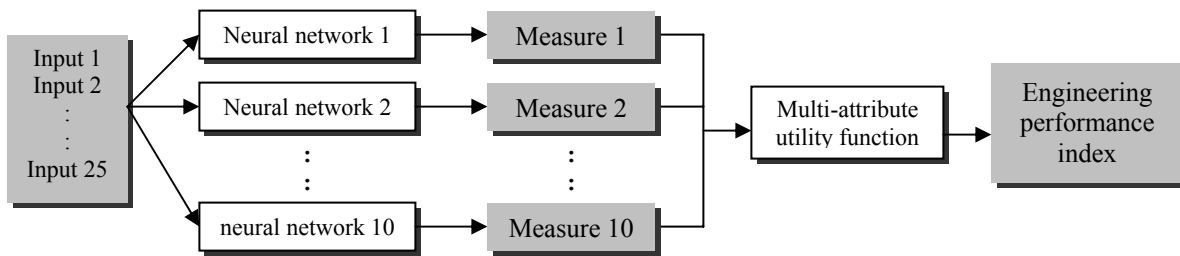 Input 1
Input 2
:
:
Input 25
Neural network 1
Neural network 2
:
:
neural network 10
Measure 1
Measure 2
:
:
Measure 10
Multi-attribute
utility function
Engineering
performance
index